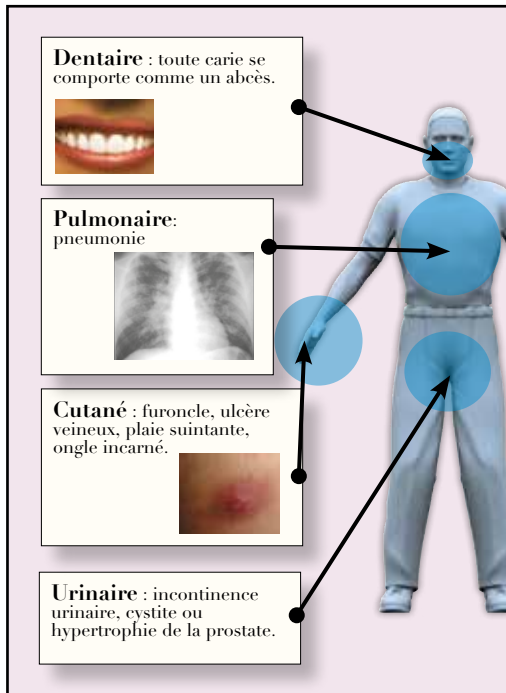 Dentaire : toute carie se
comporte comme un abcès.
Pulmonaire:
pneumonie
Cutané : furoncle, ulcère
veineux, plaie suintante,
ongle incarné.
Urinaire : incontinence
urinaire, cystite ou
hypertrophie de la prostate.